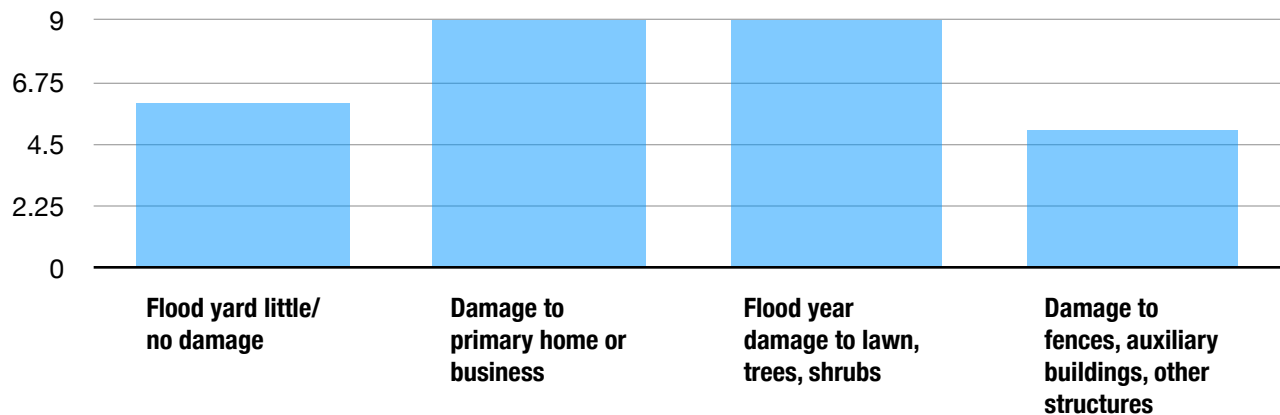 9
6.75
4.5
2.25
0
Flood yard little/
no damage
Damage to
primary home or
business
Flood year
damage to lawn,
trees, shrubs
Damage to
fences, auxiliary
buildings, other
structures